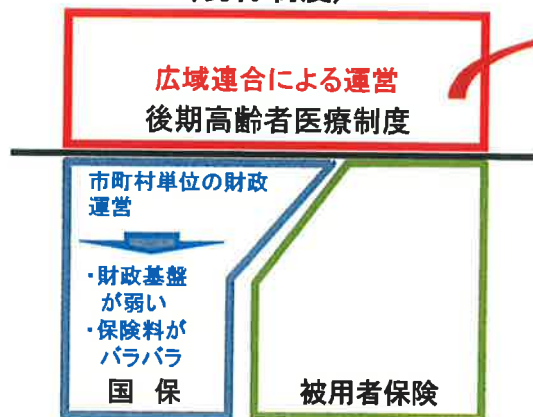 広域連合による運営
後期高齢者医療制度
市町村単位の財政
運営
・財政基盤
が弱い
・保険料が
バラバラ
国 保
被用者保険